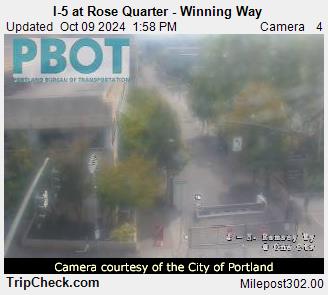 I-5 at Rose Quarter - Winning Way
Updated Oct 09 2024 1:58 PM Camera 4
PBOT
PORTLAND BUREAU OF TRANSPORTATION
Camera courtesy of the City of Portland
TripCheck.com Milepost302.00